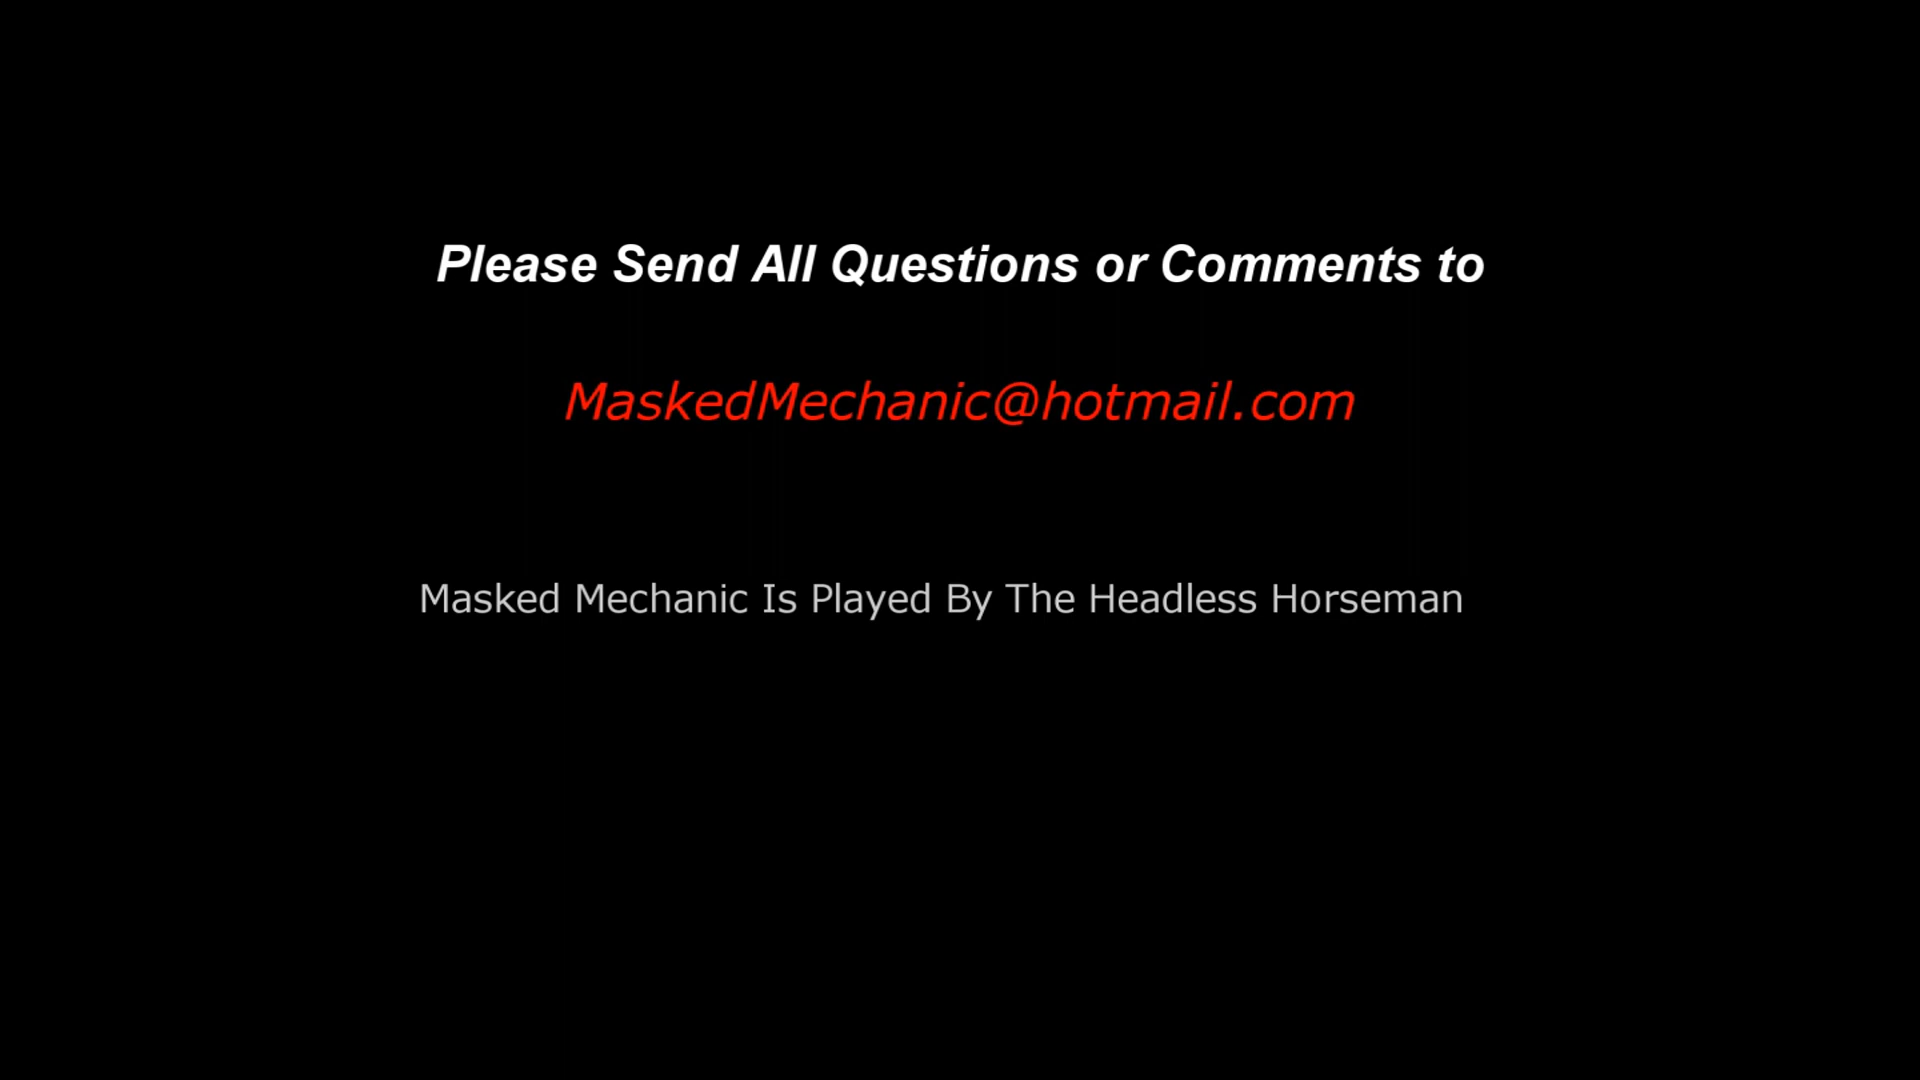 Please Send All Questions or Comments to
MaskedMechanic@hotmail.com
Masked Mechanic Is Played By The Headless Horseman